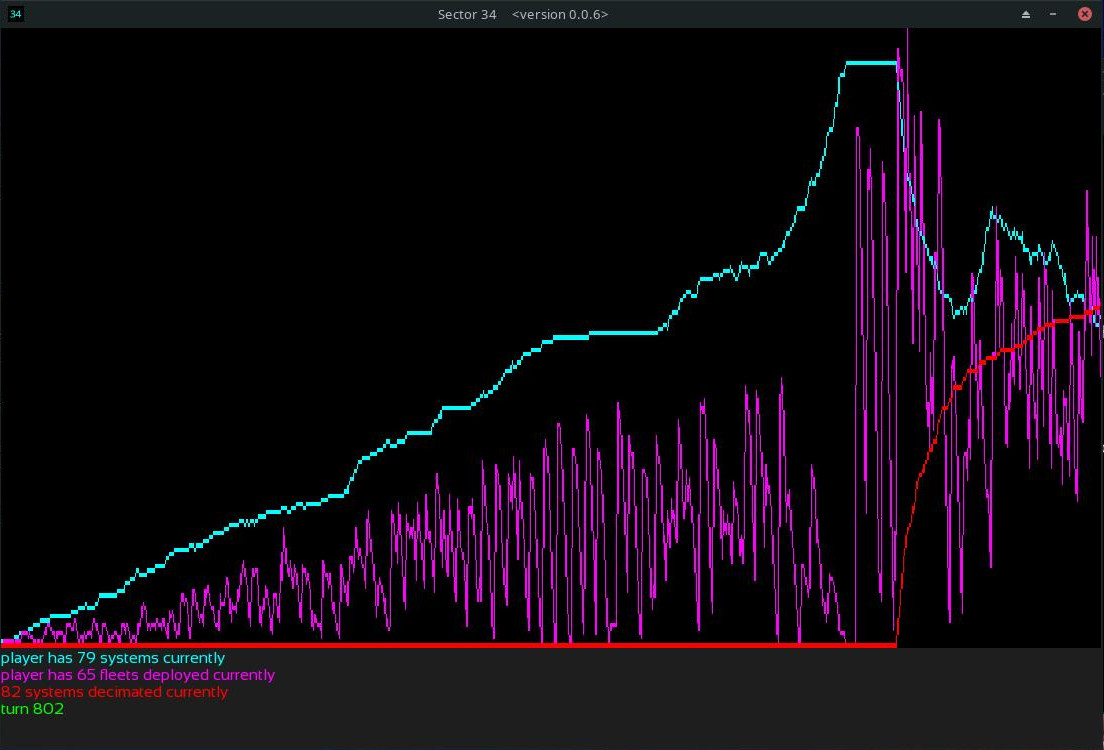 34
Sector 34 <version 0.0.6>
player has 79 systems currently
player has 65 fleets deployed currently
82 systems decimated currently
turn 802